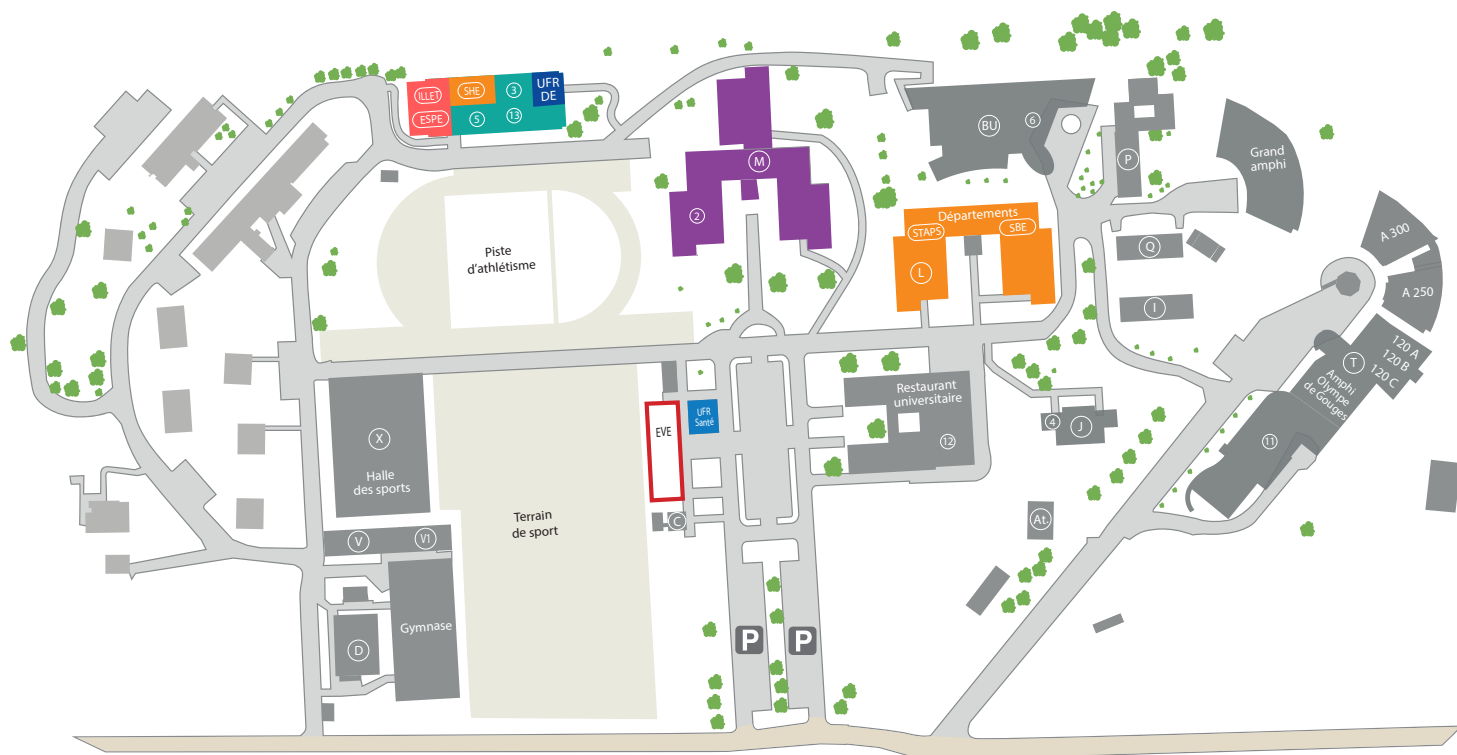 ILLET
SHE
3
UFR
DE
ESPE
5
13
M
2
BU
6
P
Grand
amphi
Départements
STAPS
SBE
L
Q
I
A 300
A 250
Piste
d'athlétisme
T
120 A
120 B
120 C
Amphi
Olympe
de Gouges
11
X
Halle
des sports
EVE
UFR
Santé
Restaurant
universitaire
12
4
J
Terrain
de sport
C
At.
V
V1
Gymnase
D
P
P